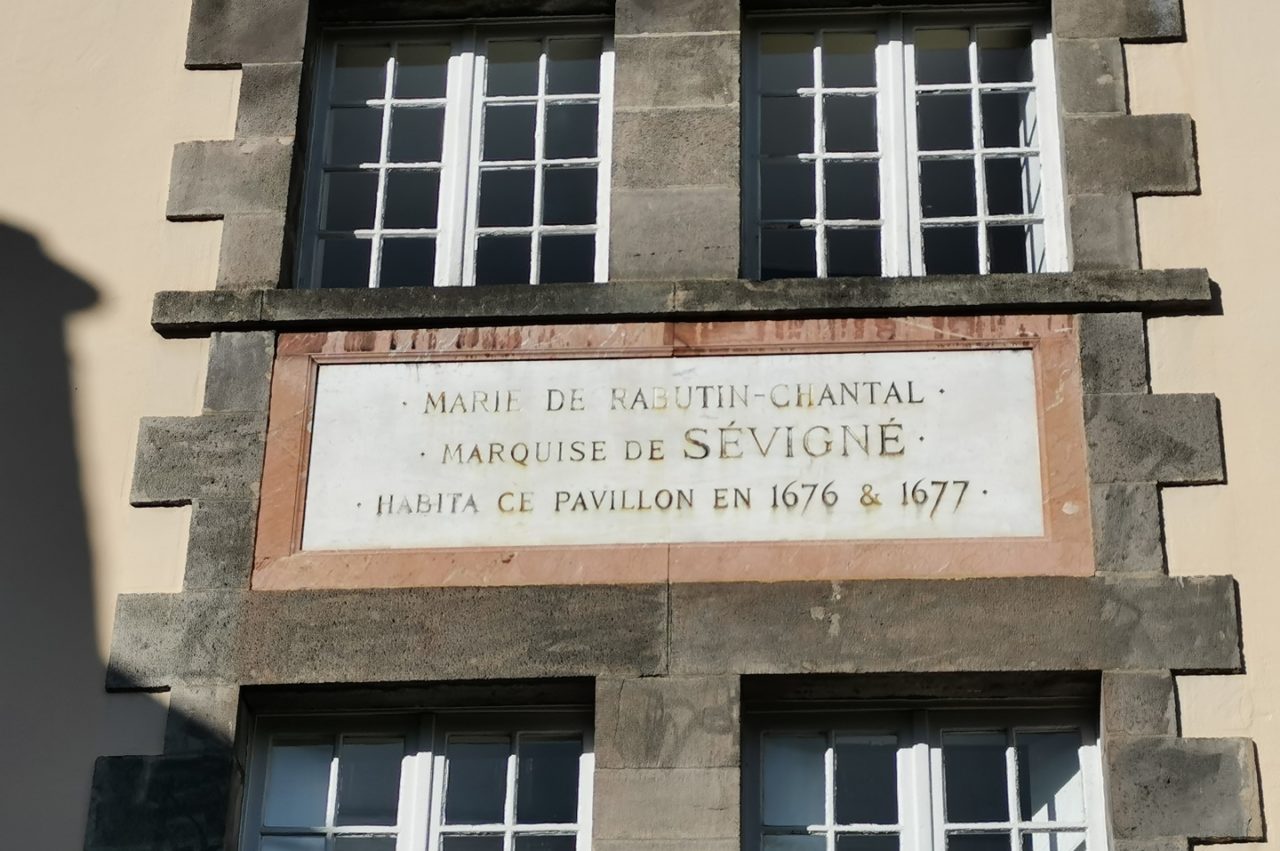 · MARIE DE RABUTIN-CHANTAL ·
· MARQUISE DE SÉVIGNÉ ·
· HABITA CE PAVILLON EN 1676 & 1677 ·